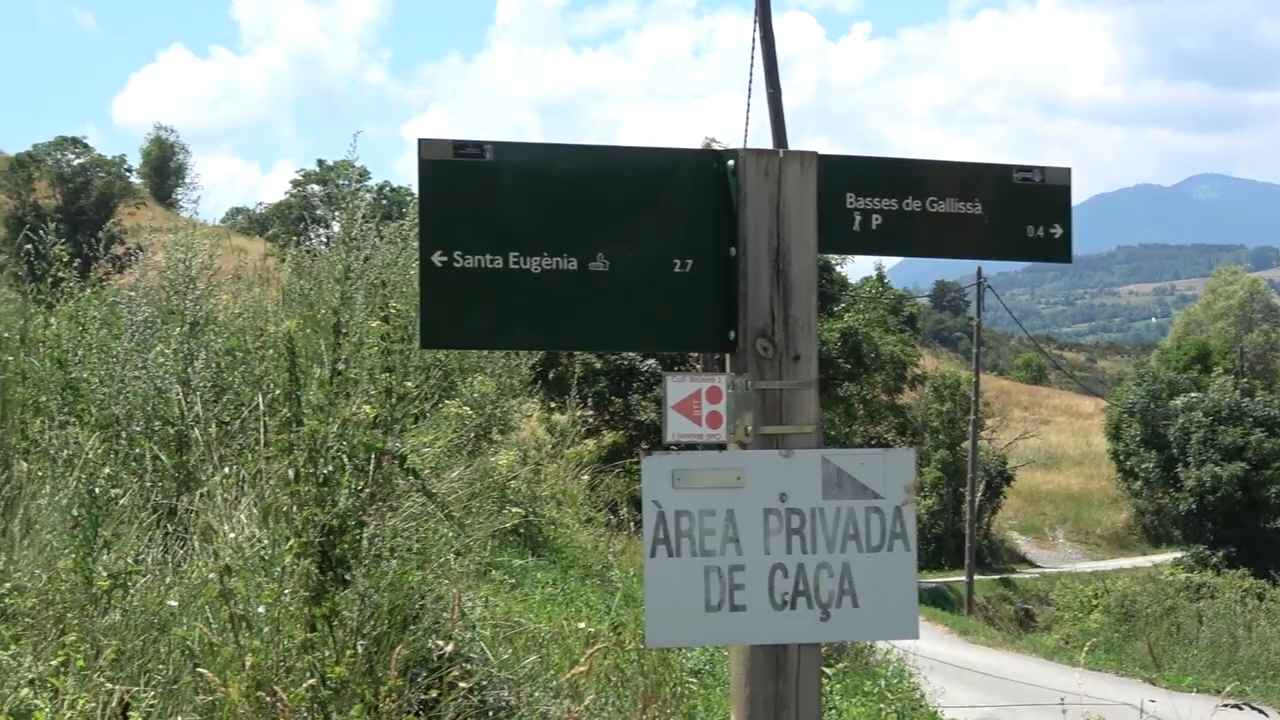 Santa Eugènia 2.7
Basses de Gallissà
P
0.4
ÀREA PRIVADA
DE CAÇA